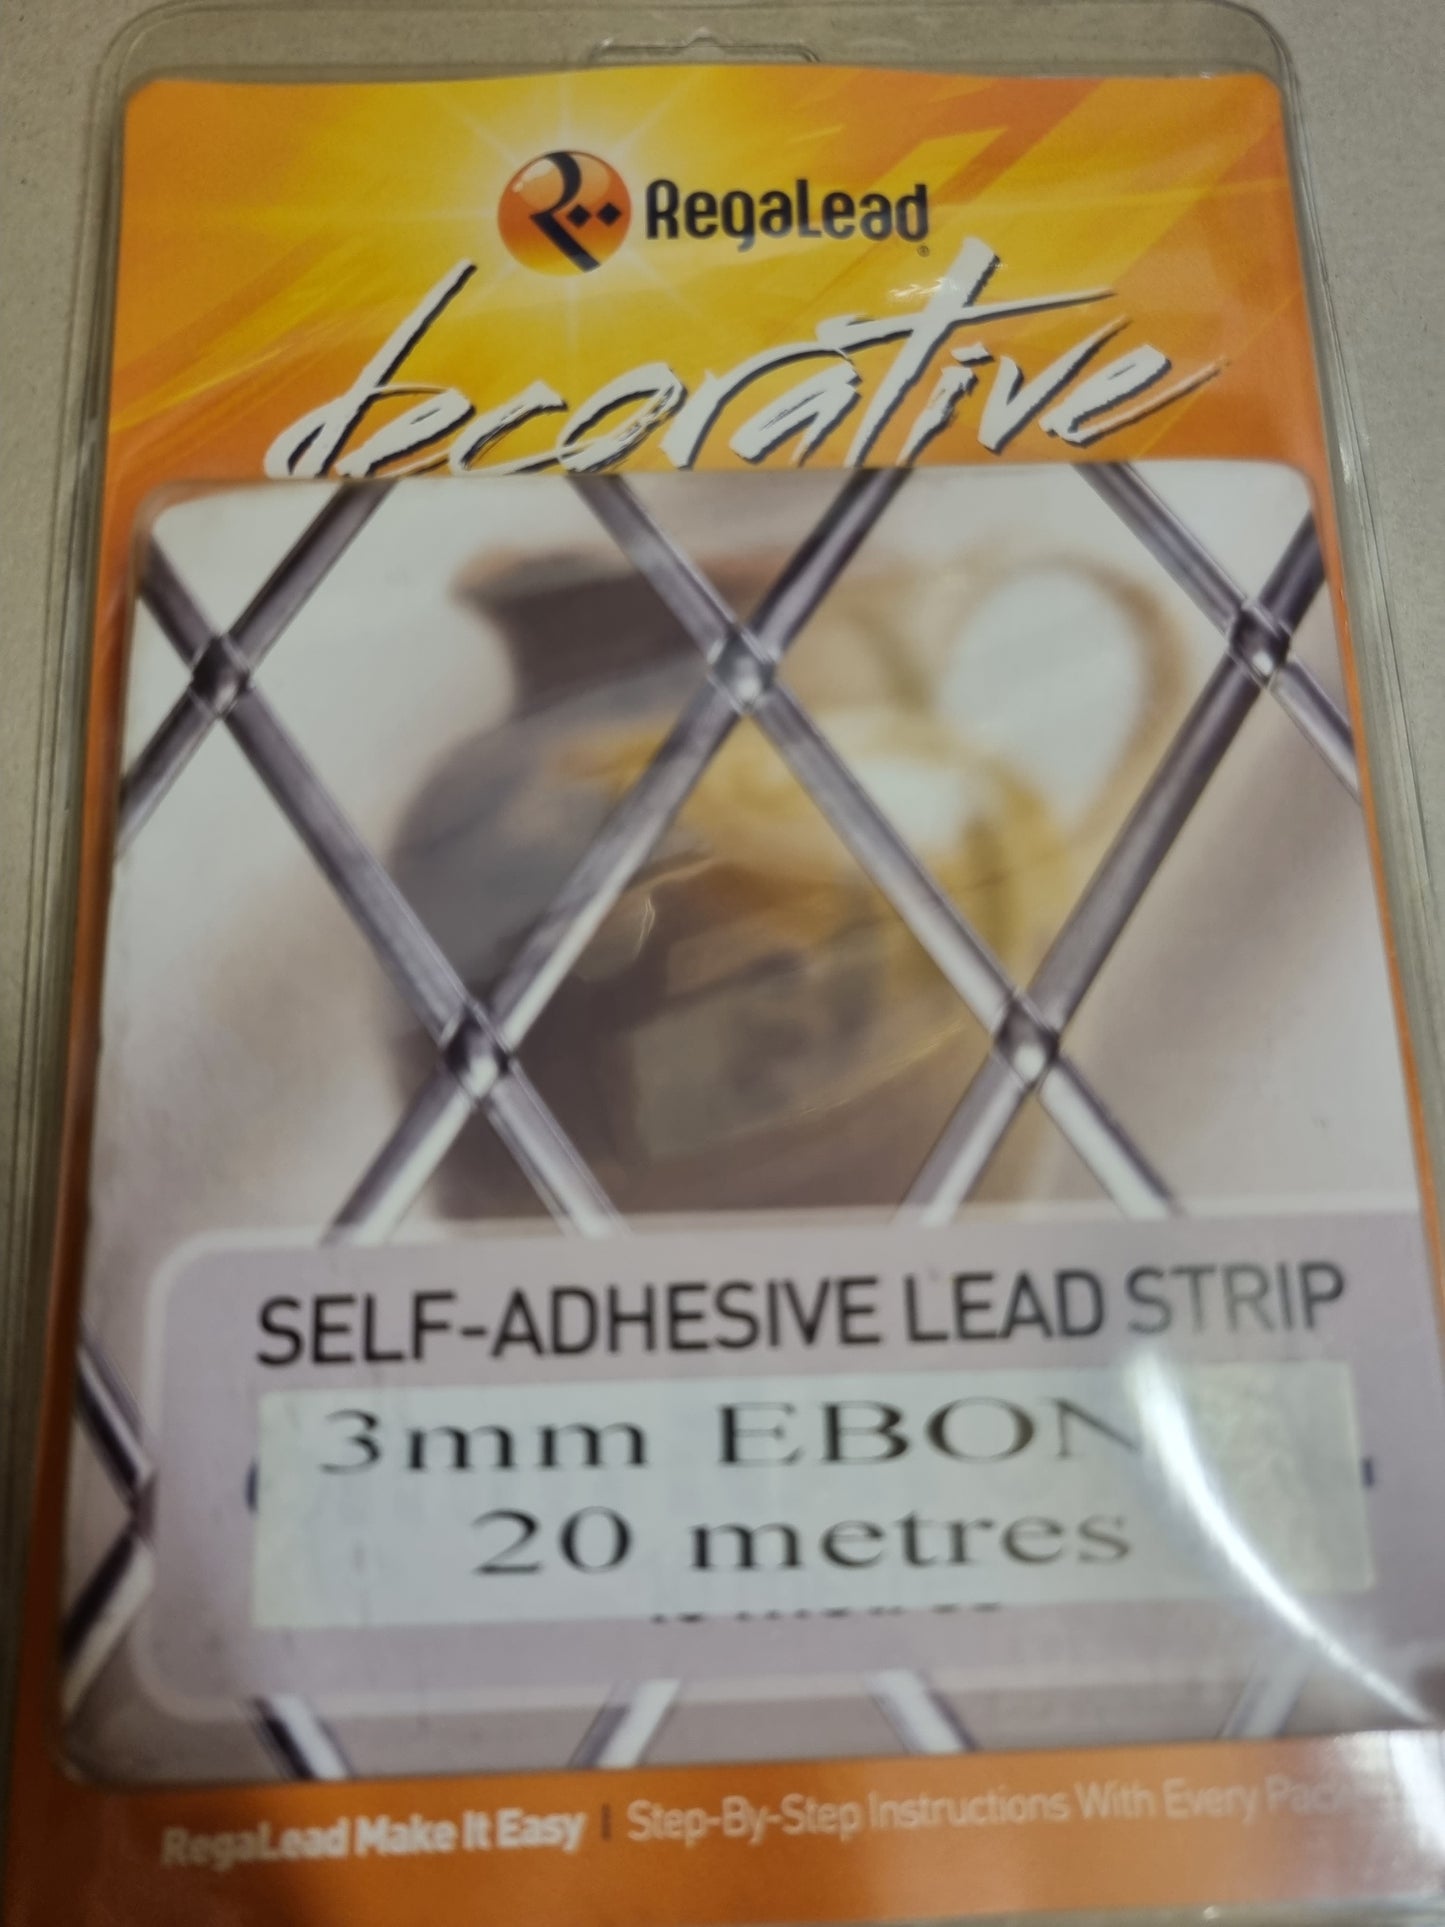 RegaLead
decorative
SELF-ADHESIVE LEAD STRIP
3mm EBON
20 metres
RegaLead Make It Easy | Step-By-Step Instructions With Every Pack